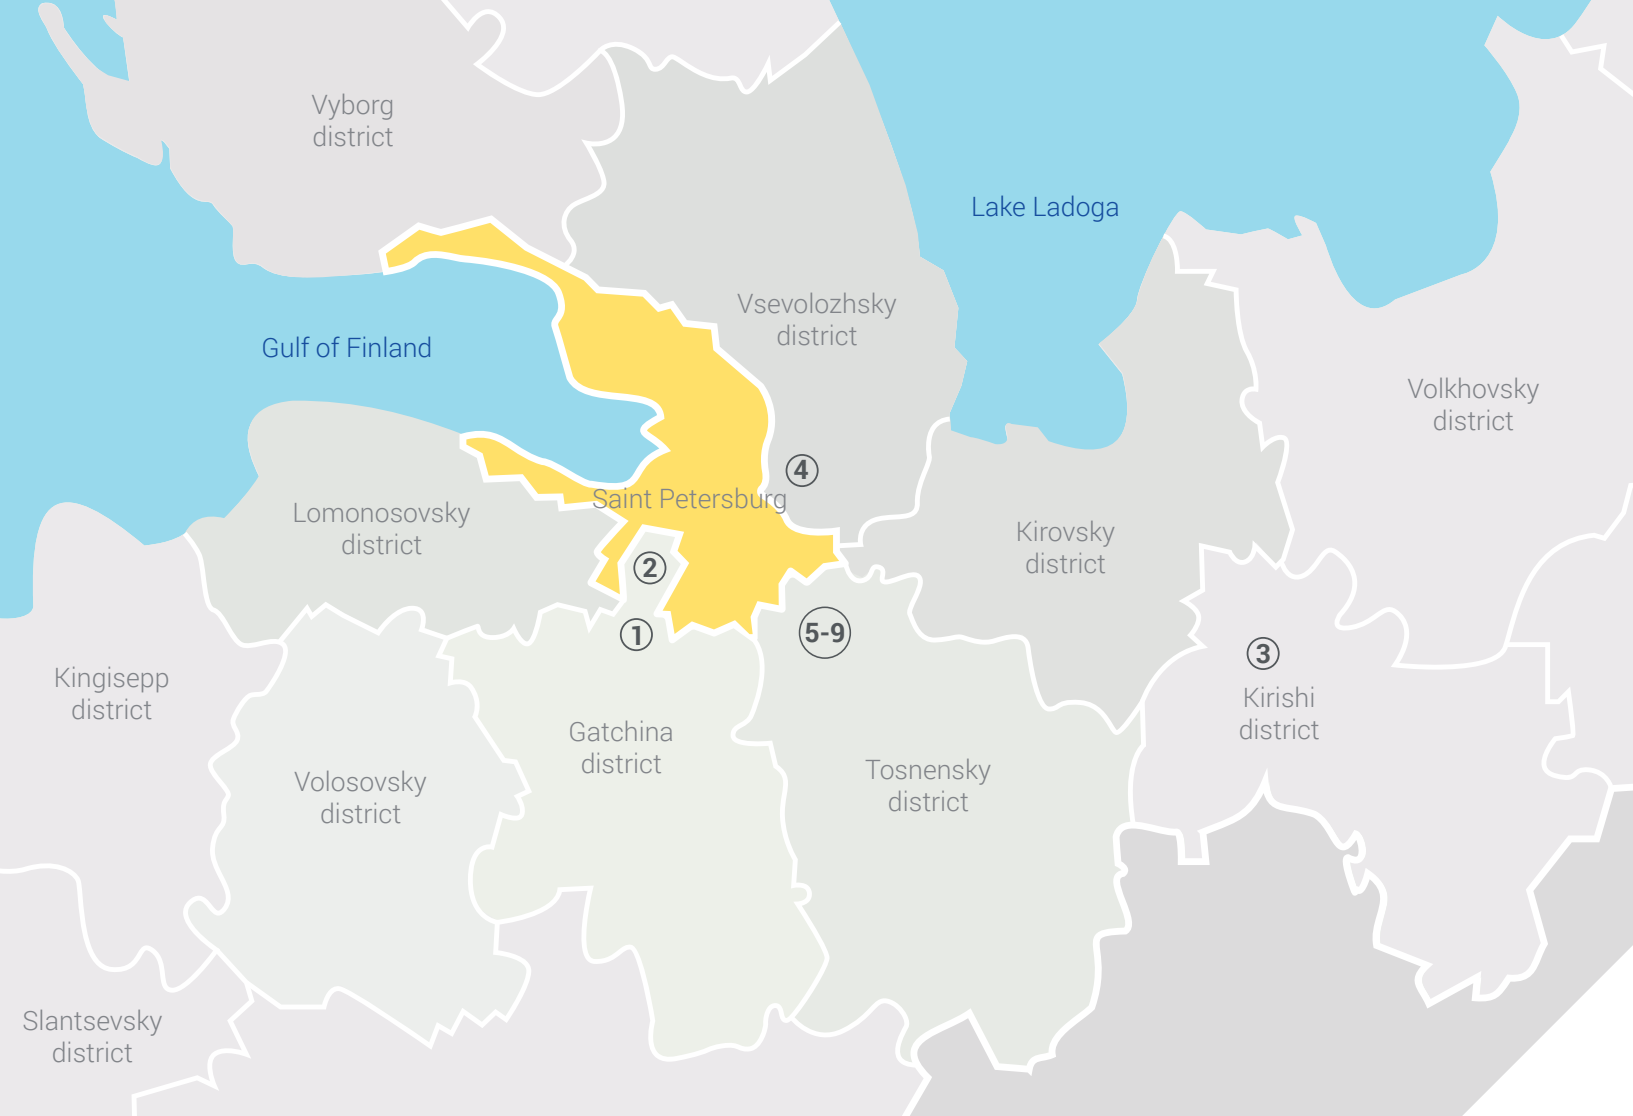 Vyborg
district
Lake Ladoga
Vsevolozhsky
district
Gulf of Finland
Volkhovsky
district
4
Saint Petersburg
Lomonosovsky
district
Kirovsky
district
2
1
5-9
3
Kingisepp
district
Kirishi
district
Gatchina
district
Volosovsky
district
Tosnensky
district
Slantsevsky
district